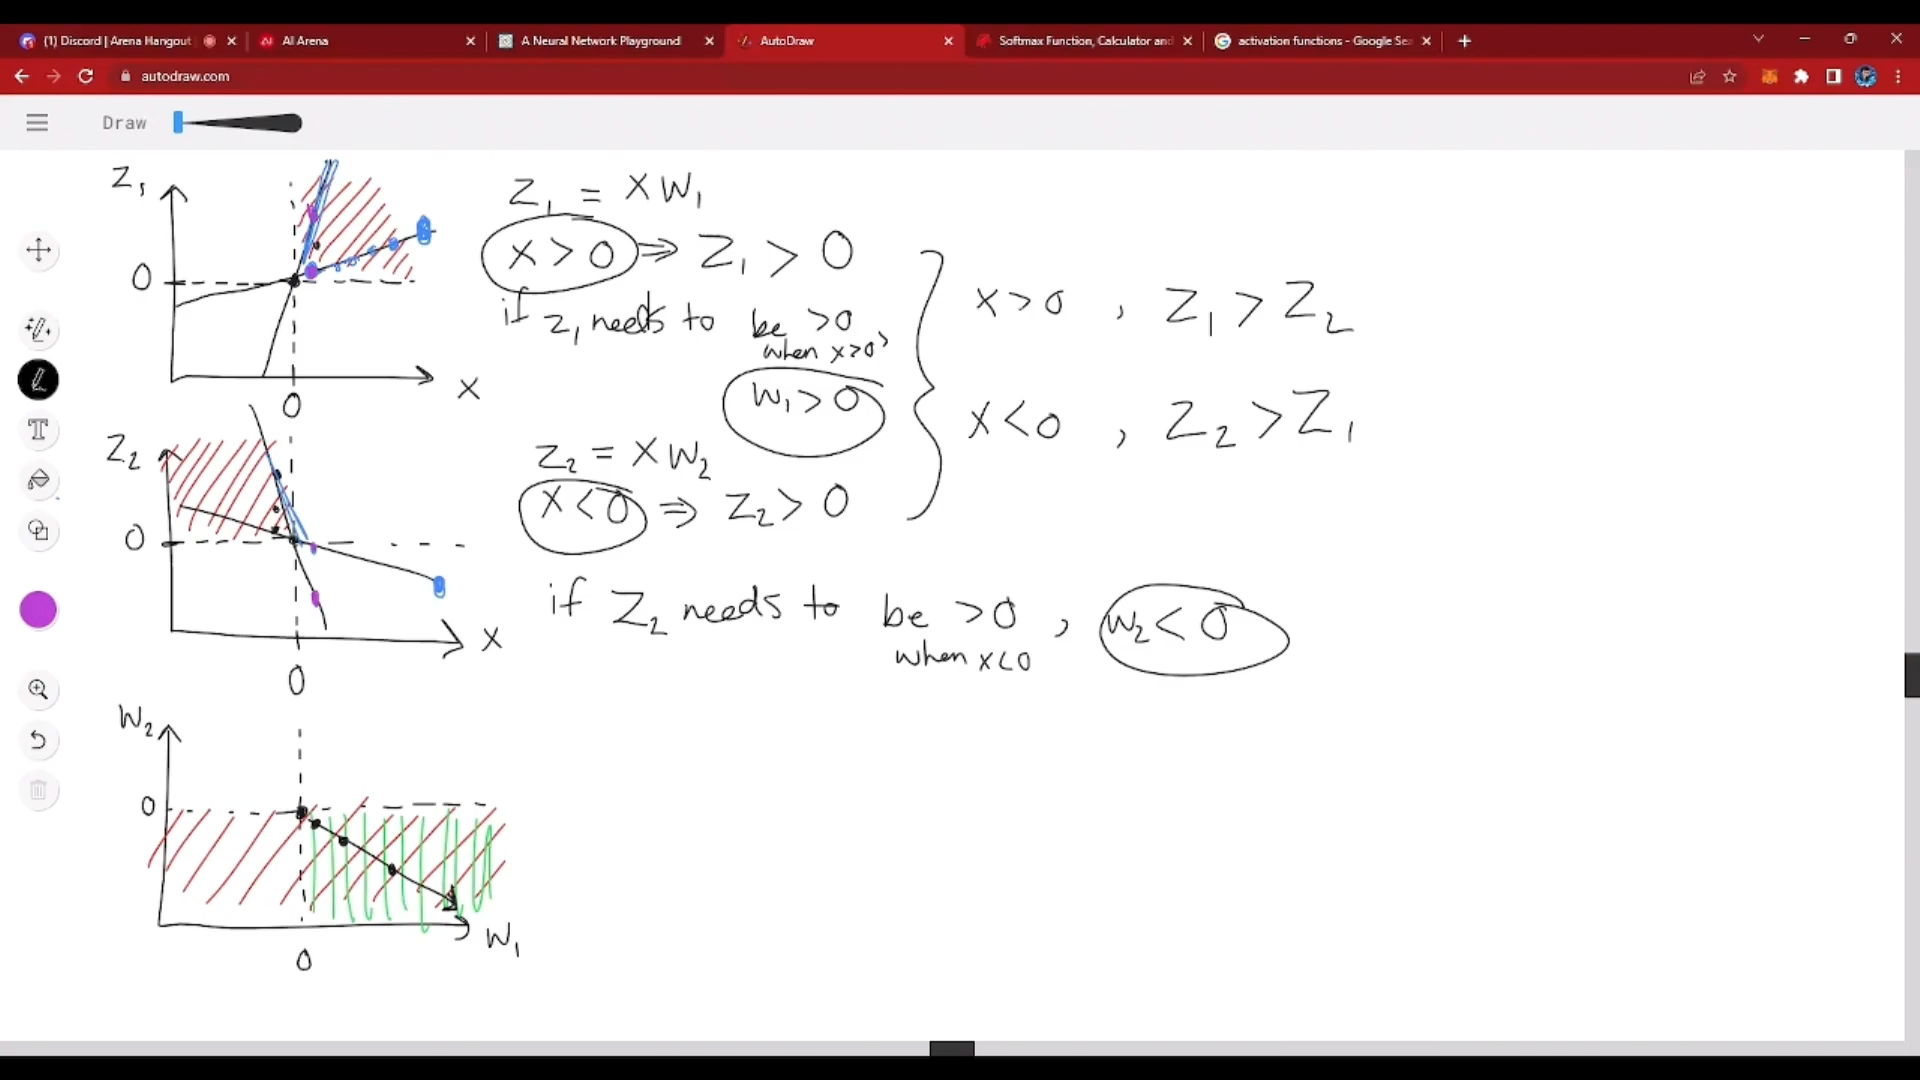 (1) Discord | Arena Hangout
AI Arena
A Neural Network Playground
AutoDraw
Softmax Function, Calculator and
activation functions - Google Sea
autodraw.com
Draw
Z₁
0
0
X
Z₁ = XW₁
X > 0 ⇒ Z₁ > 0
if Z₁ needs to be >0
when x>0,
W₁ > 0
X > 0 , Z₁ > Z₂
X < 0 , Z₂ > Z₁
Z₂
0
0
X
Z₂ = XW₂
X < 0 ⇒ Z₂ > 0
if Z₂ needs to be >0 , W₂ < 0
when x<0
W₂
0
0
W₁